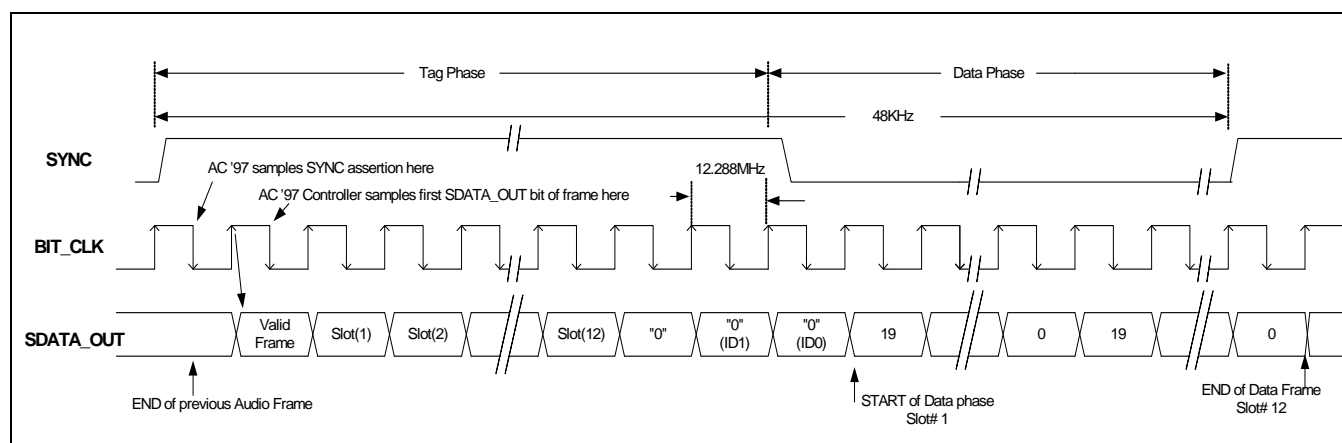 Tag Phase
Data Phase
48KHz
SYNC
AC '97 samples SYNC assertion here
12.288MHz
AC '97 Controller samples first SDATA_OUT bit of frame here
BIT_CLK
SDATA_OUT
Valid
Frame
Slot(1)
Slot(2)
Slot(12)
"0"
"0"
(ID1)
"0"
(ID0)
19
0
19
0
END of previous Audio Frame
START of Data phase
Slot# 1
END of Data Frame
Slot# 12